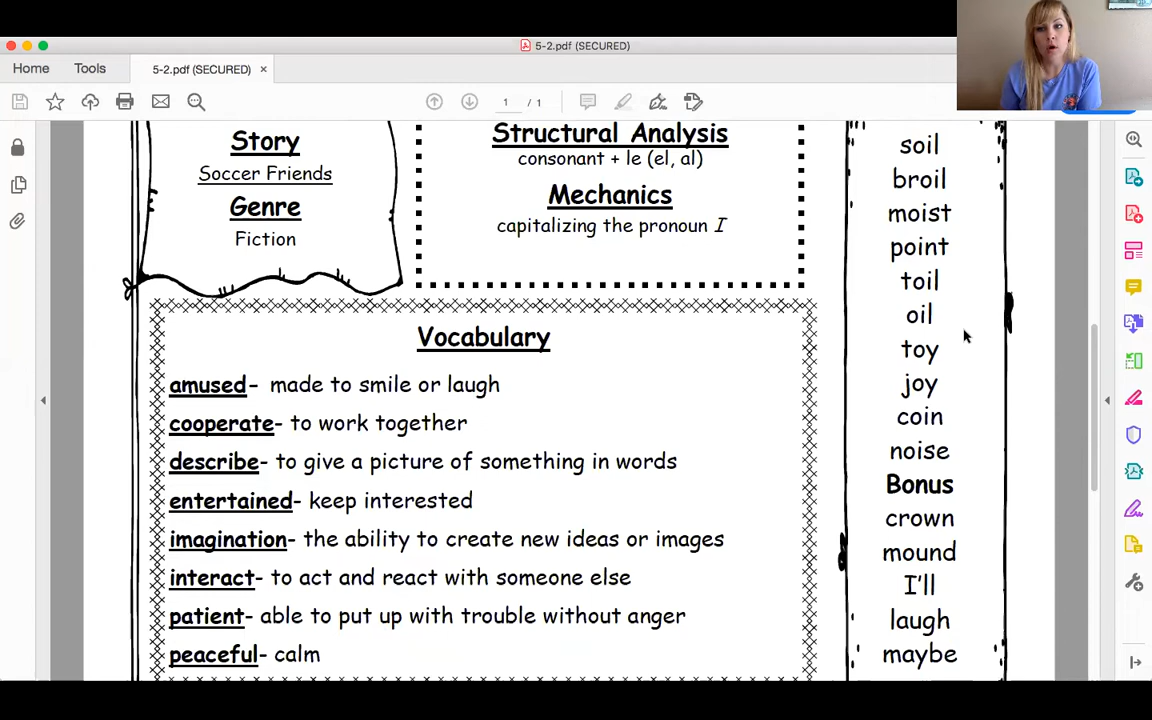 5-2.pdf (SECURED)
Home
Tools
5-2.pdf (SECURED)
×
1 / 1
Story
Soccer Friends
Genre
Fiction
Structural Analysis
consonant + le (el, al)
Mechanics
capitalizing the pronoun I
Vocabulary
amused- made to smile or laugh
cooperate- to work together
describe- to give a picture of something in words
entertained- keep interested
imagination- the ability to create new ideas or images
interact- to act and react with someone else
patient- able to put up with trouble without anger
peaceful- calm
soil
broil
moist
point
toil
oil
toy
joy
coin
noise
Bonus
crown
mound
I'll
laugh
maybe